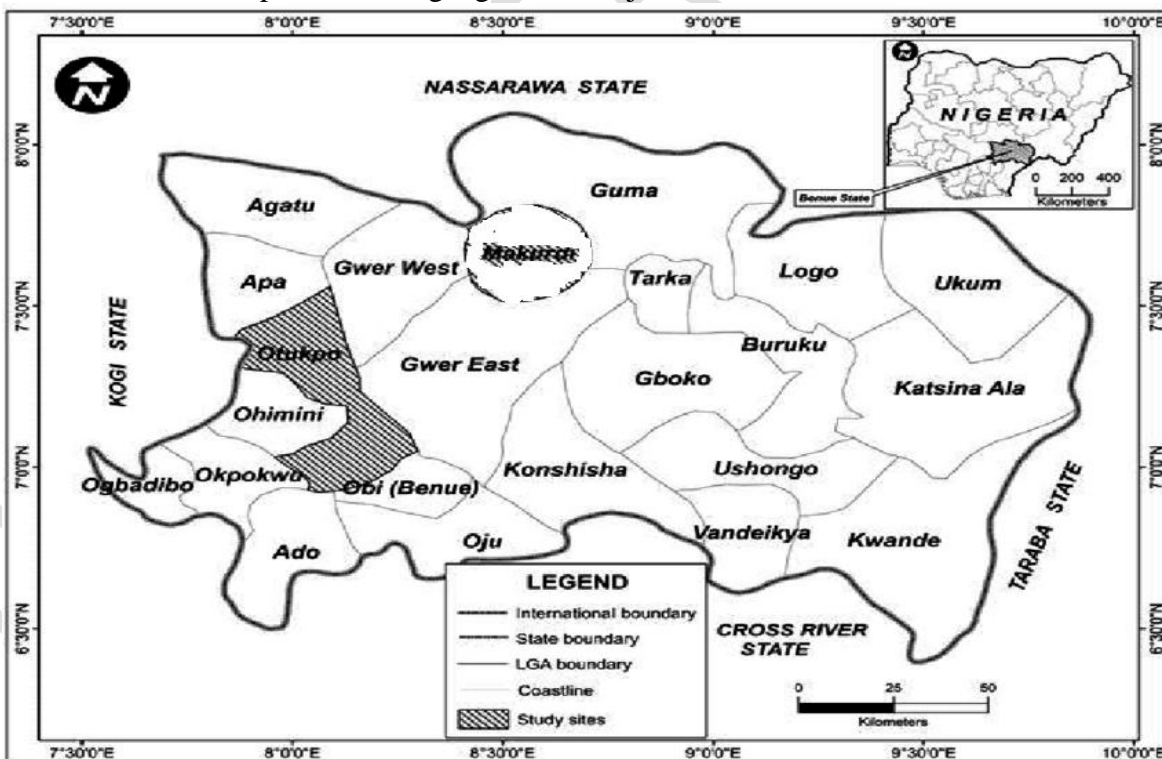 7°30'0"E 8°0'0"E 8°30'0"E 9°0'0"E 9°30'0"E 10°0'0"E
N
NASSARAWA STATE
NIGERIA
Benue State
0 200 400
Kilometers
8°0'0"N
8°0'0"N
Guma
Agatu
Makurdi
Gwer West
Apa
Tarka
Logo
Ukum
7°30'0"N
7°30'0"N
KOGI STATE
Otukpo
Gwer East
Buruku
Gboko
Katsina Ala
Ohimini
7°0'0"N
7°0'0"N
Ogbadibo
Okpokwu
Obi (Benue)
Konshisha
Ushongo
Vandeikya
Kwande
Ado
Oju
TARABA STATE
LEGEND
International boundary
State boundary
LGA boundary
Coastline
Study sites
CROSS RIVER
STATE
6°30'0"N
6°30'0"N
0 25 50
Kilometers
7°30'0"E 8°0'0"E 8°30'0"E 9°0'0"E 9°30'0"E 10°0'0"E